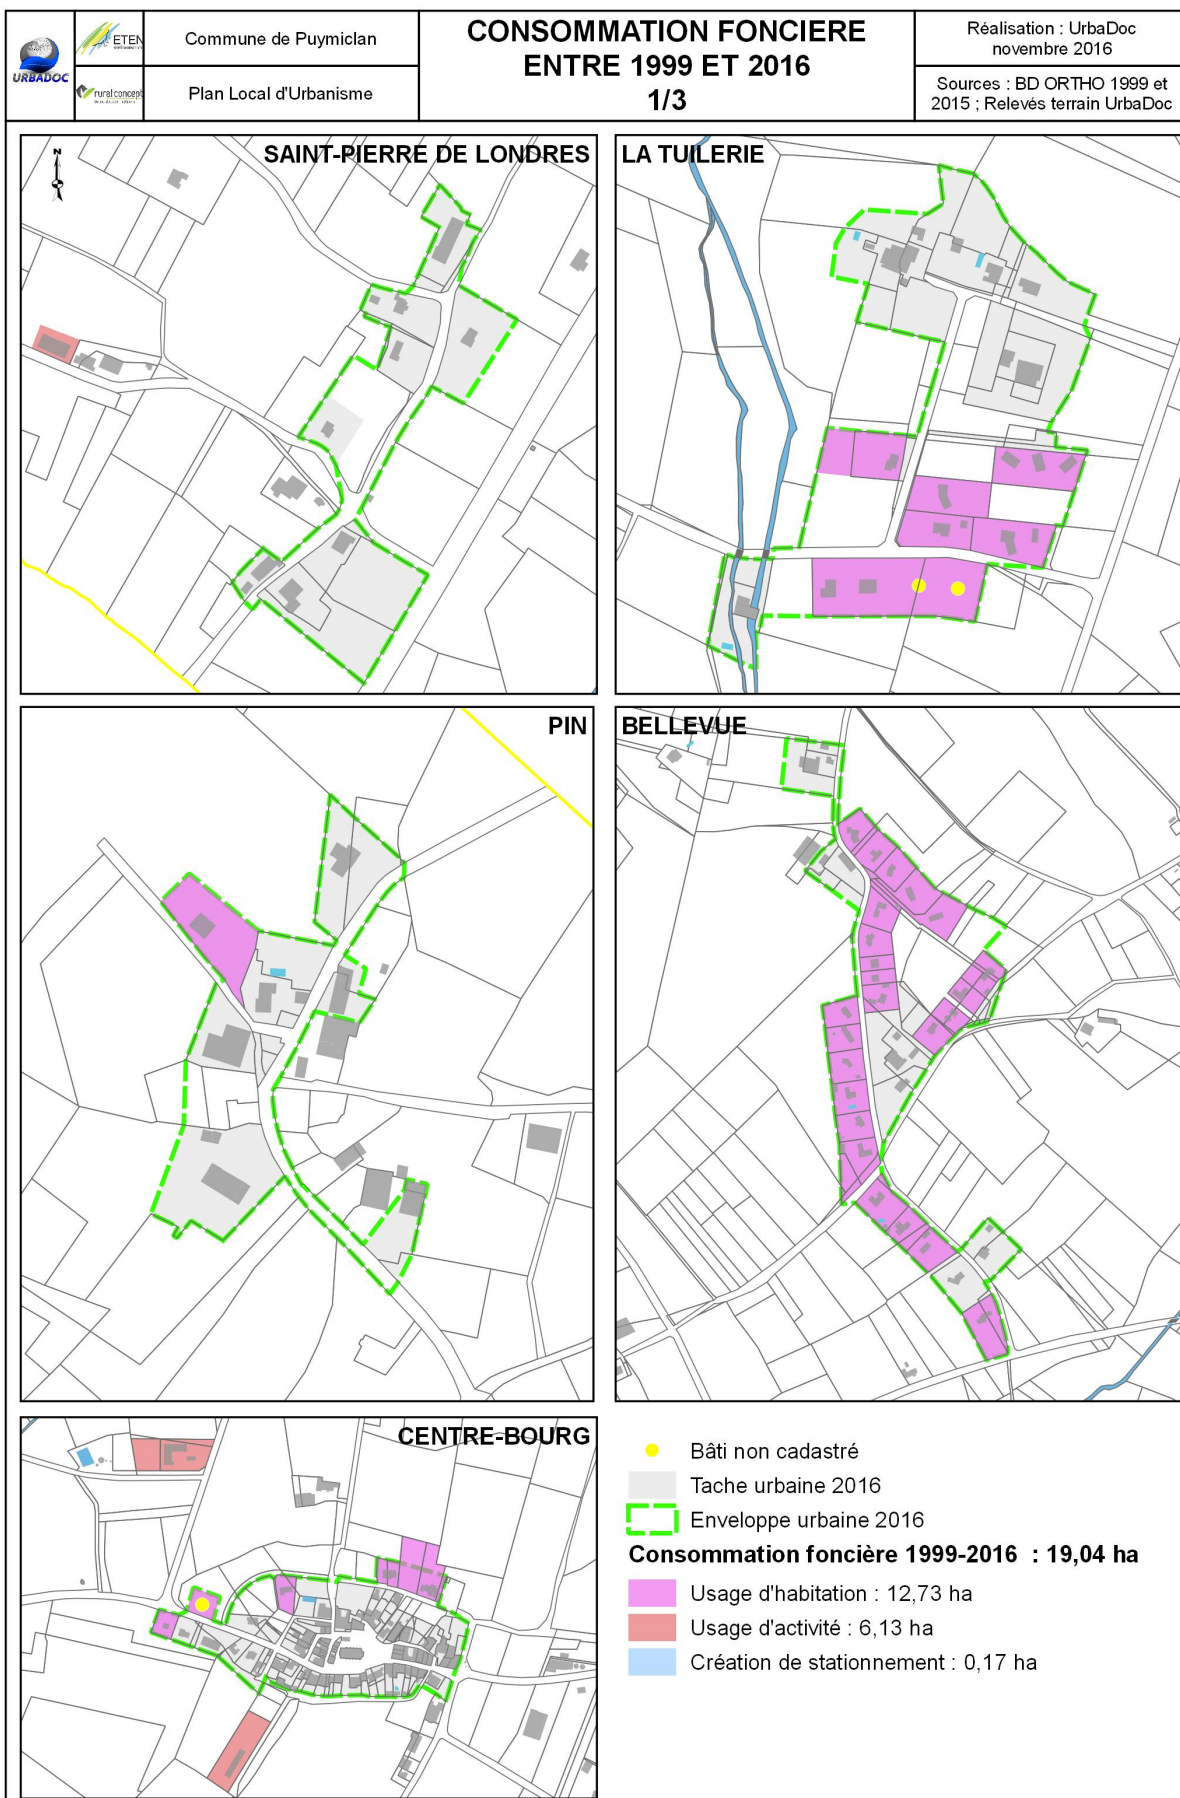 URBADOC
ETEN
rural concept
Commune de Puymiclan
Plan Local d'Urbanisme
CONSOMMATION FONCIERE
ENTRE 1999 ET 2016
1/3
Réalisation : UrbaDoc
novembre 2016
Sources : BD ORTHO 1999 et
2015 ; Relevés terrain UrbaDoc
N
SAINT-PIERRE DE LONDRES
LA TUILERIE
PIN
BELLEVUE
CENTRE-BOURG
Bâti non cadastré
Tache urbaine 2016
Enveloppe urbaine 2016
Consommation foncière 1999-2016 : 19,04 ha
Usage d'habitation : 12,73 ha
Usage d'activité : 6,13 ha
Création de stationnement : 0,17 ha